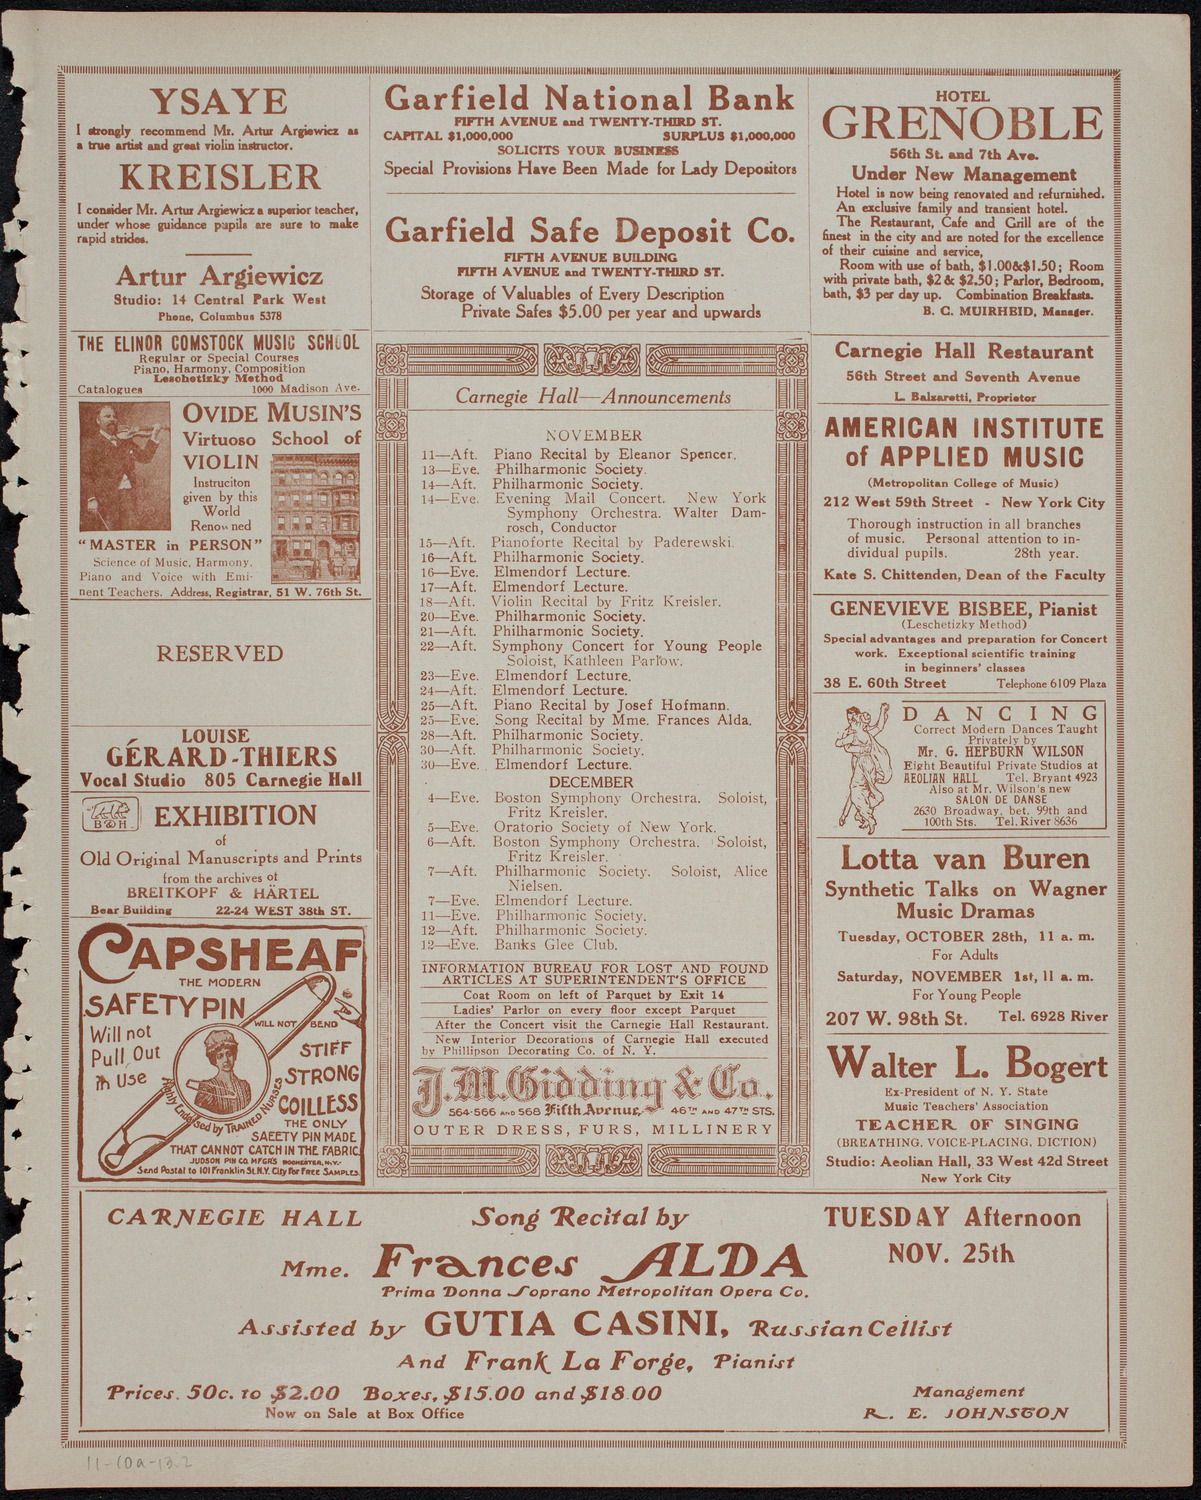 YSAYE
I strongly recommend Mr. Artur Argiewicz as
a true artist and great violin instructor.
KREISLER
I consider Mr. Artur Argiewicz a superior teacher,
under whose guidance pupils are sure to make
rapid strides.
Artur Argiewicz
Studio: 14 Central Park West
Phone, Columbus 5378
THE ELINOR COMSTOCK MUSIC SCHOOL
Regular or Special Courses
Piano, Harmony, Composition
Leschetizky Method
Catalogues 1000 Madison Ave.
OVIDE MUSIN'S
Virtuoso School of
VIOLIN
Instruciton
given by this
World
Renowned
"MASTER in PERSON"
Science of Music, Harmony,
Piano and Voice with Emi-
nent Teachers. Address, Registrar, 51 W. 76th St.
RESERVED
LOUISE
GÉRARD-THIERS
Vocal Studio 805 Carnegie Hall
B&H
EXHIBITION
of
Old Original Manuscripts and Prints
from the archives of
BREITKOPF & HÄRTEL
Bear Building 22-24 WEST 38th ST.
CAPSHEAF
THE MODERN
SAFETY PIN
WILL NOT BEND
Will not
Pull Out
in Use
STIFF
STRONG
COILLESS
Highly Endorsed by TRAINED NURSES
THE ONLY
SAFETY PIN MADE
THAT CANNOT CATCH IN THE FABRIC.
JUDSON PIN CO. MFGRS ROCHESTER, N.Y.
Send Postal to 101 Franklin St. N.Y. City for FREE SAMPLES.
Garfield National Bank
FIFTH AVENUE and TWENTY-THIRD ST.
CAPITAL $1,000,000 SURPLUS $1,000,000
SOLICITS YOUR BUSINESS
Special Provisions Have Been Made for Lady Depositors
Garfield Safe Deposit Co.
FIFTH AVENUE BUILDING
FIFTH AVENUE and TWENTY-THIRD ST.
Storage of Valuables of Every Description
Private Safes $5.00 per year and upwards
Carnegie Hall—Announcements
NOVEMBER
11—Aft. Piano Recital by Eleanor Spencer.
13—Eve. Philharmonic Society.
14—Aft. Philharmonic Society.
14—Eve. Evening Mail Concert. New York
Symphony Orchestra. Walter Dam-
rosch, Conductor
15—Aft. Pianoforte Recital by Paderewski.
16—Aft. Philharmonic Society.
16—Eve. Elmendorf Lecture.
17—Aft. Elmendorf Lecture.
18—Aft. Violin Recital by Fritz Kreisler.
20—Eve. Philharmonic Society.
21—Aft. Philharmonic Society.
22—Aft. Symphony Concert for Young People
Soloist, Kathleen Parlow.
23—Eve. Elmendorf Lecture.
24—Aft. Elmendorf Lecture.
25—Aft. Piano Recital by Josef Hofmann.
25—Eve. Song Recital by Mme. Frances Alda.
28—Aft. Philharmonic Society.
30—Aft. Philharmonic Society.
30—Eve. Elmendorf Lecture.
DECEMBER
4—Eve. Boston Symphony Orchestra. Soloist,
Fritz Kreisler.
5—Eve. Oratorio Society of New York.
6—Aft. Boston Symphony Orchestra. Soloist,
Fritz Kreisler.
7—Aft. Philharmonic Society. Soloist, Alice
Nielsen.
7—Eve. Elmendorf Lecture.
11—Eve. Philharmonic Society.
12—Aft. Philharmonic Society.
12—Eve. Banks Glee Club.
INFORMATION BUREAU FOR LOST AND FOUND
ARTICLES AT SUPERINTENDENT'S OFFICE
Coat Room on left of Parquet by Exit 14
Ladies' Parlor on every floor except Parquet
After the Concert visit the Carnegie Hall Restaurant.
New Interior Decorations of Carnegie Hall executed
by Phillipson Decorating Co. of N. Y.
J.M. Gidding & Co.
564-566 AND 568 Fifth Avenue, 46TH AND 47TH STS.
OUTER DRESS, FURS, MILLINERY
HOTEL
GRENOBLE
56th St. and 7th Ave.
Under New Management
Hotel is now being renovated and refurnished.
An exclusive family and transient hotel.
The Restaurant, Cafe and Grill are of the
finest in the city and are noted for the excellence
of their cuisine and service,
Room with use of bath, $1.00&$1.50; Room
with private bath, $2 & $2.50; Parlor, Bedroom,
bath, $3 per day up. Combination Breakfasts.
B. C. MUIRHEID, Manager.
Carnegie Hall Restaurant
56th Street and Seventh Avenue
L. Balzaretti, Proprietor
AMERICAN INSTITUTE
of APPLIED MUSIC
(Metropolitan College of Music)
212 West 59th Street - New York City
Thorough instruction in all branches
of music. Personal attention to in-
dividual pupils. 28th year.
Kate S. Chittenden, Dean of the Faculty
GENEVIEVE BISBEE, Pianist
(Leschetizky Method)
Special advantages and preparation for Concert
work. Exceptional scientific training
in beginners' classes
38 E. 60th Street Telephone 6109 Plaza
DANCING
Correct Modern Dances Taught
Privately by
Mr. G. HEPBURN WILSON
Eight Beautiful Private Studios at
AEOLIAN HALL Tel. Bryant 4923
Also at Mr. Wilson's new
SALON DE DANSE
2630 Broadway, bet. 99th and
100th Sts. Tel. River 8636
Lotta van Buren
Synthetic Talks on Wagner
Music Dramas
Tuesday, OCTOBER 28th, 11 a. m.
For Adults
Saturday, NOVEMBER 1st, 11 a. m.
For Young People
207 W. 98th St. Tel. 6928 River
Walter L. Bogert
Ex-President of N. Y. State
Music Teachers' Association
TEACHER OF SINGING
(BREATHING, VOICE-PLACING, DICTION)
Studio: Aeolian Hall, 33 West 42d Street
New York City
CARNEGIE HALL Song Recital by TUESDAY Afternoon
NOV. 25th
Mme. Frances ALDA
Prima Donna Soprano Metropolitan Opera Co.
Assisted by GUTIA CASINI, Russian Cellist
And Frank La Forge, Pianist
Prices. 50c. to $2.00 Boxes, $15.00 and $18.00
Now on Sale at Box Office
Management
R. E. JOHNSTON
11-10a-13.2